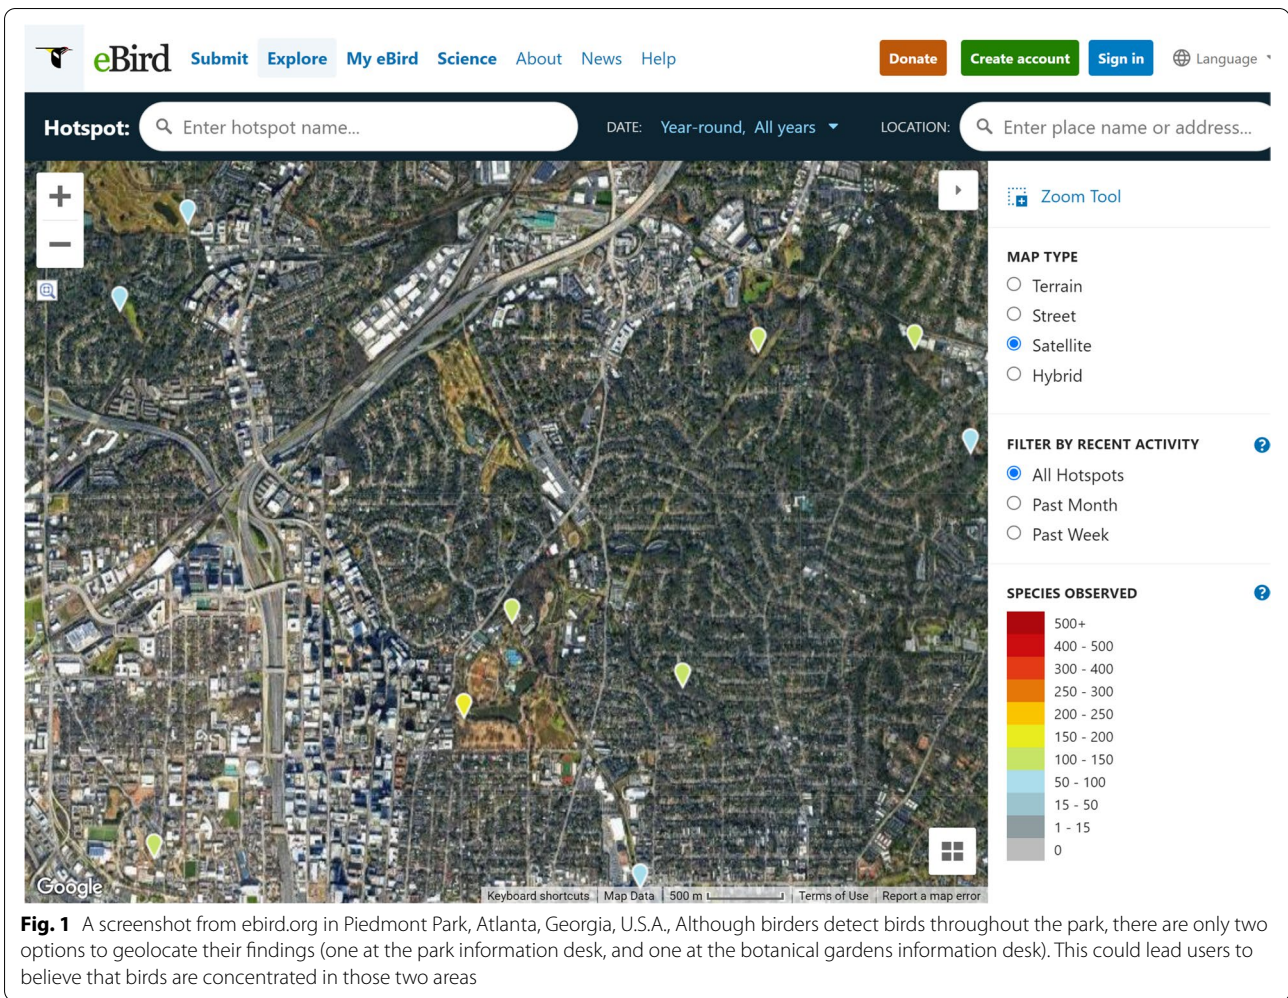 eBird Submit Explore My eBird Science About News Help Donate Create account Sign in Language
Hotspot: Enter hotspot name... DATE: Year-round, All years LOCATION: Enter place name or address...
Zoom Tool
MAP TYPE
Terrain
Street
Satellite
Hybrid
FILTER BY RECENT ACTIVITY ?
All Hotspots
Past Month
Past Week
SPECIES OBSERVED ?
500+
400 - 500
300 - 400
250 - 300
200 - 250
150 - 200
100 - 150
50 - 100
15 - 50
1 - 15
0
Google Keyboard shortcuts Map Data 500 m Terms of Use Report a map error
Fig. 1 A screenshot from ebird.org in Piedmont Park, Atlanta, Georgia, U.S.A., Although birders detect birds throughout the park, there are only two
options to geolocate their findings (one at the park information desk, and one at the botanical gardens information desk). This could lead users to
believe that birds are concentrated in those two areas